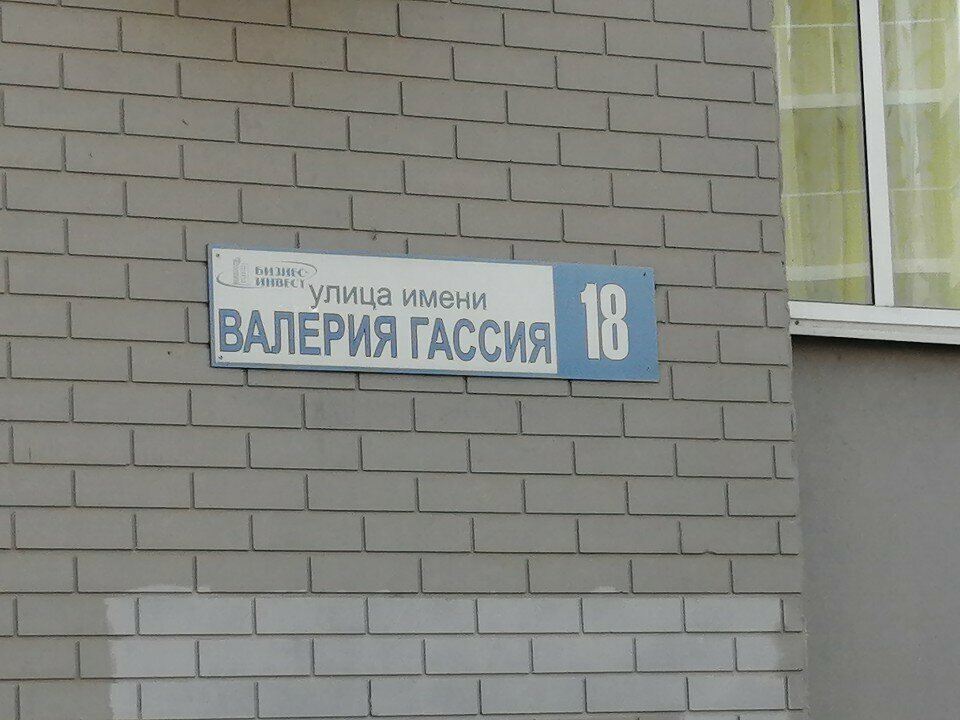 БИЗНЕС-
ИНВЕСТ
улица имени
ВАЛЕРИЯ ГАССИЯ
18